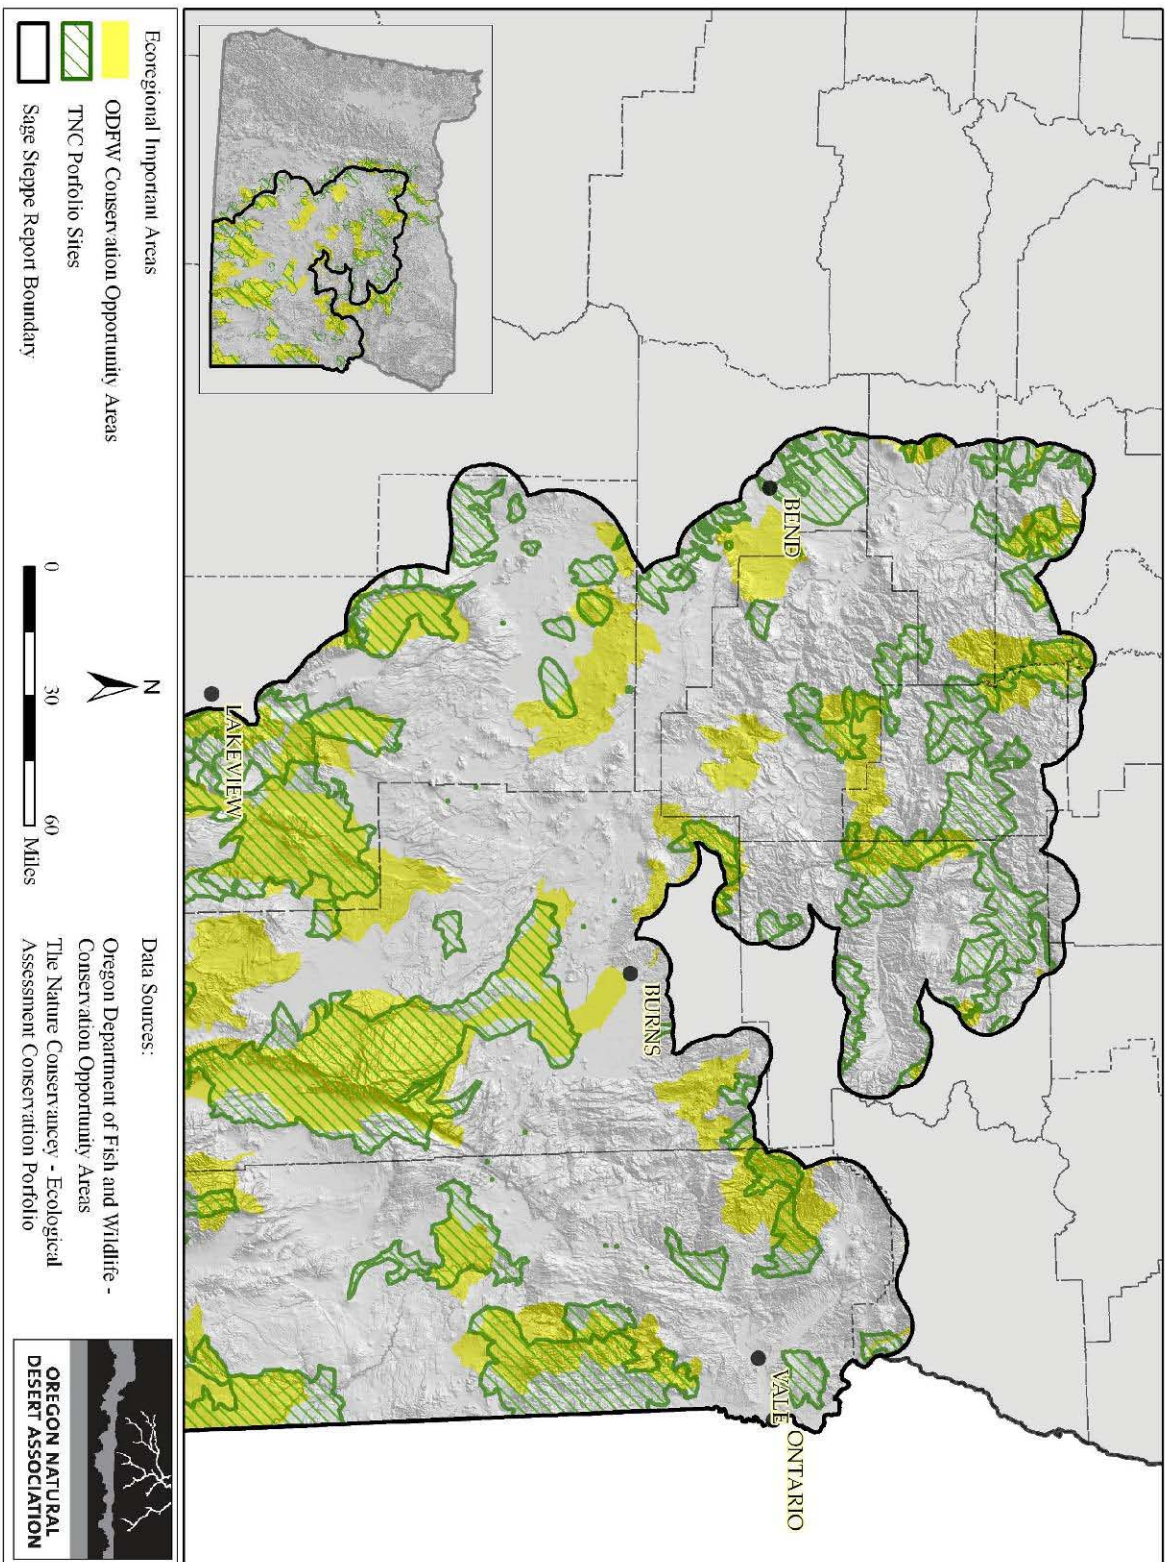 BEND
BURNS
VALE
ONTARIO
LAKEVIEW
Ecoregional Important Areas
ODFW Conservation Opportunity Areas
TNC Porfolio Sites
Sage Steppe Report Boundary
N
0 30 60 Miles
Data Sources:
Oregon Department of Fish and Wildlife -
Conservation Opportunity Areas
The Nature Conservancy - Ecological
Assessment Conservation Porfolio
OREGON NATURAL
DESERT ASSOCIATION